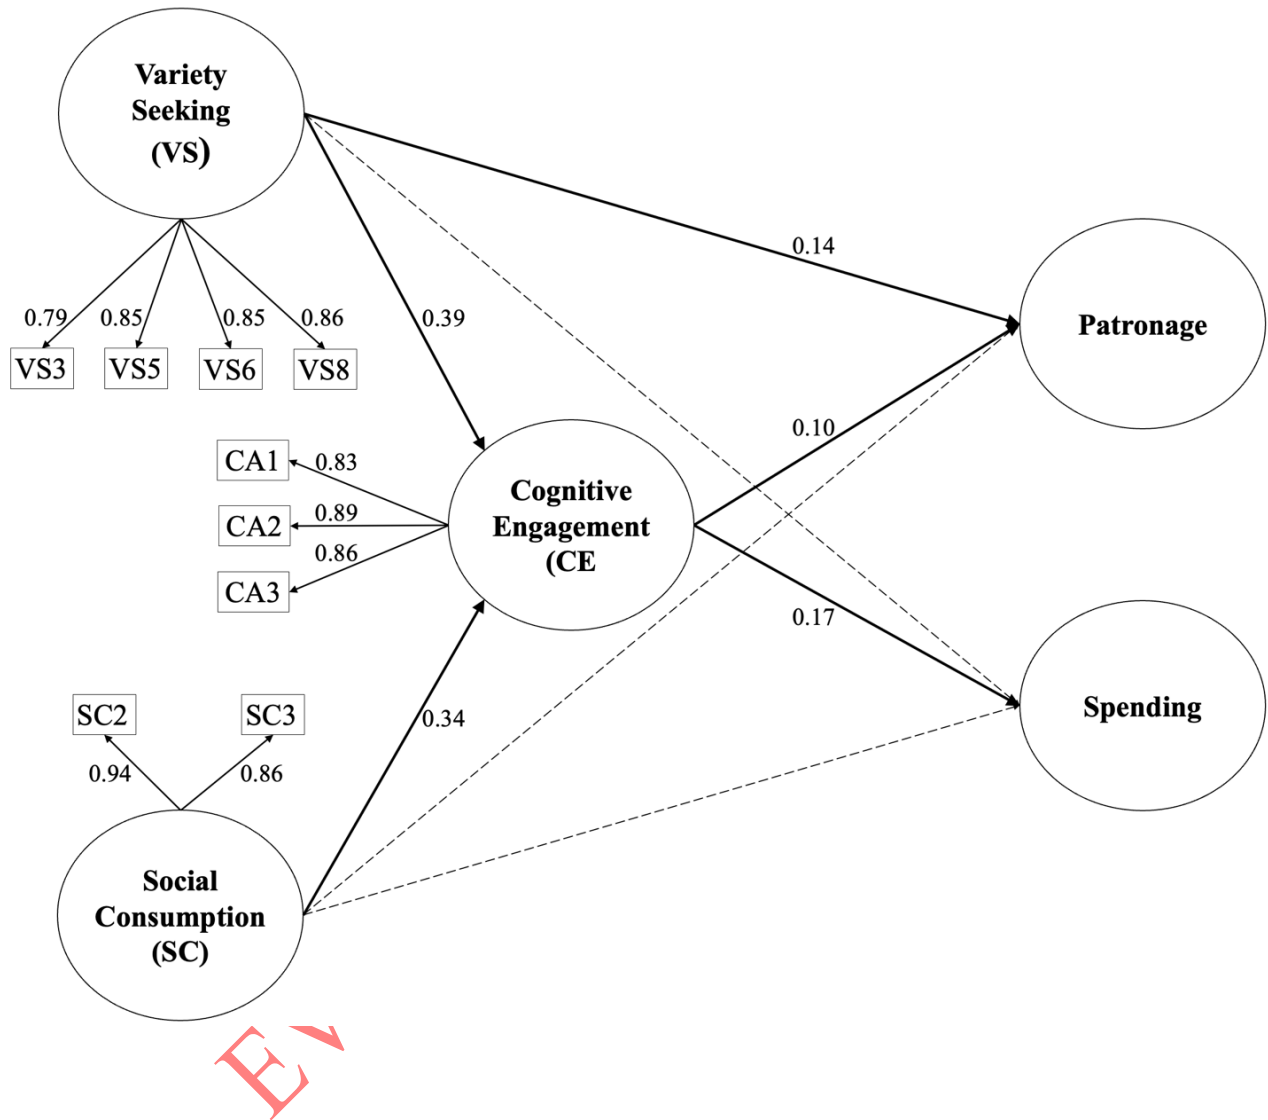 Variety
Seeking
(VS)
0.14
Patronage
0.79
0.85
0.85
0.86
0.39
VS3
VS5
VS6
VS8
0.10
CA1
0.83
Cognitive
Engagement
(CE
CA2
0.89
0.86
CA3
0.17
Spending
SC2
SC3
0.34
0.94
0.86
Social
Consumption
(SC)